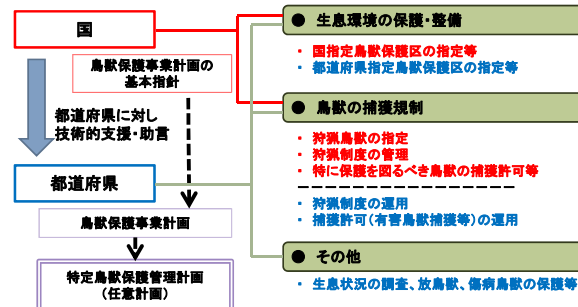 国
鳥獣保護事業計画の
基本指針
都道府県に対し
技術的支援・助言
都道府県
鳥獣保護事業計画
特定鳥獣保護管理計画
（任意計画）
● 生息環境の保護・整備
・ 国指定鳥獣保護区の指定等
・ 都道府県指定鳥獣保護区の指定等
● 鳥獣の捕獲規制
・ 狩猟鳥獣の指定
・ 狩猟制度の管理
・ 特に保護を図るべき鳥獣の捕獲許可等
・ 狩猟制度の運用
・ 捕獲許可（有害鳥獣捕獲等）の運用
● その他
・ 生息状況の調査、放鳥獣、傷病鳥獣の保護等